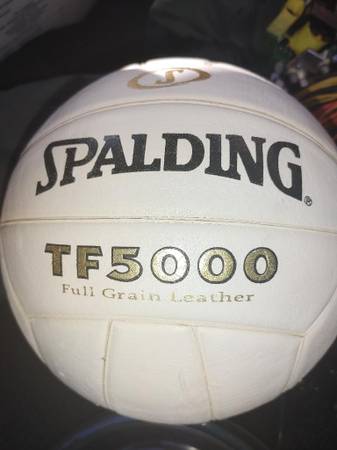 S
SPALDING®
TF5000
Full Grain Leather